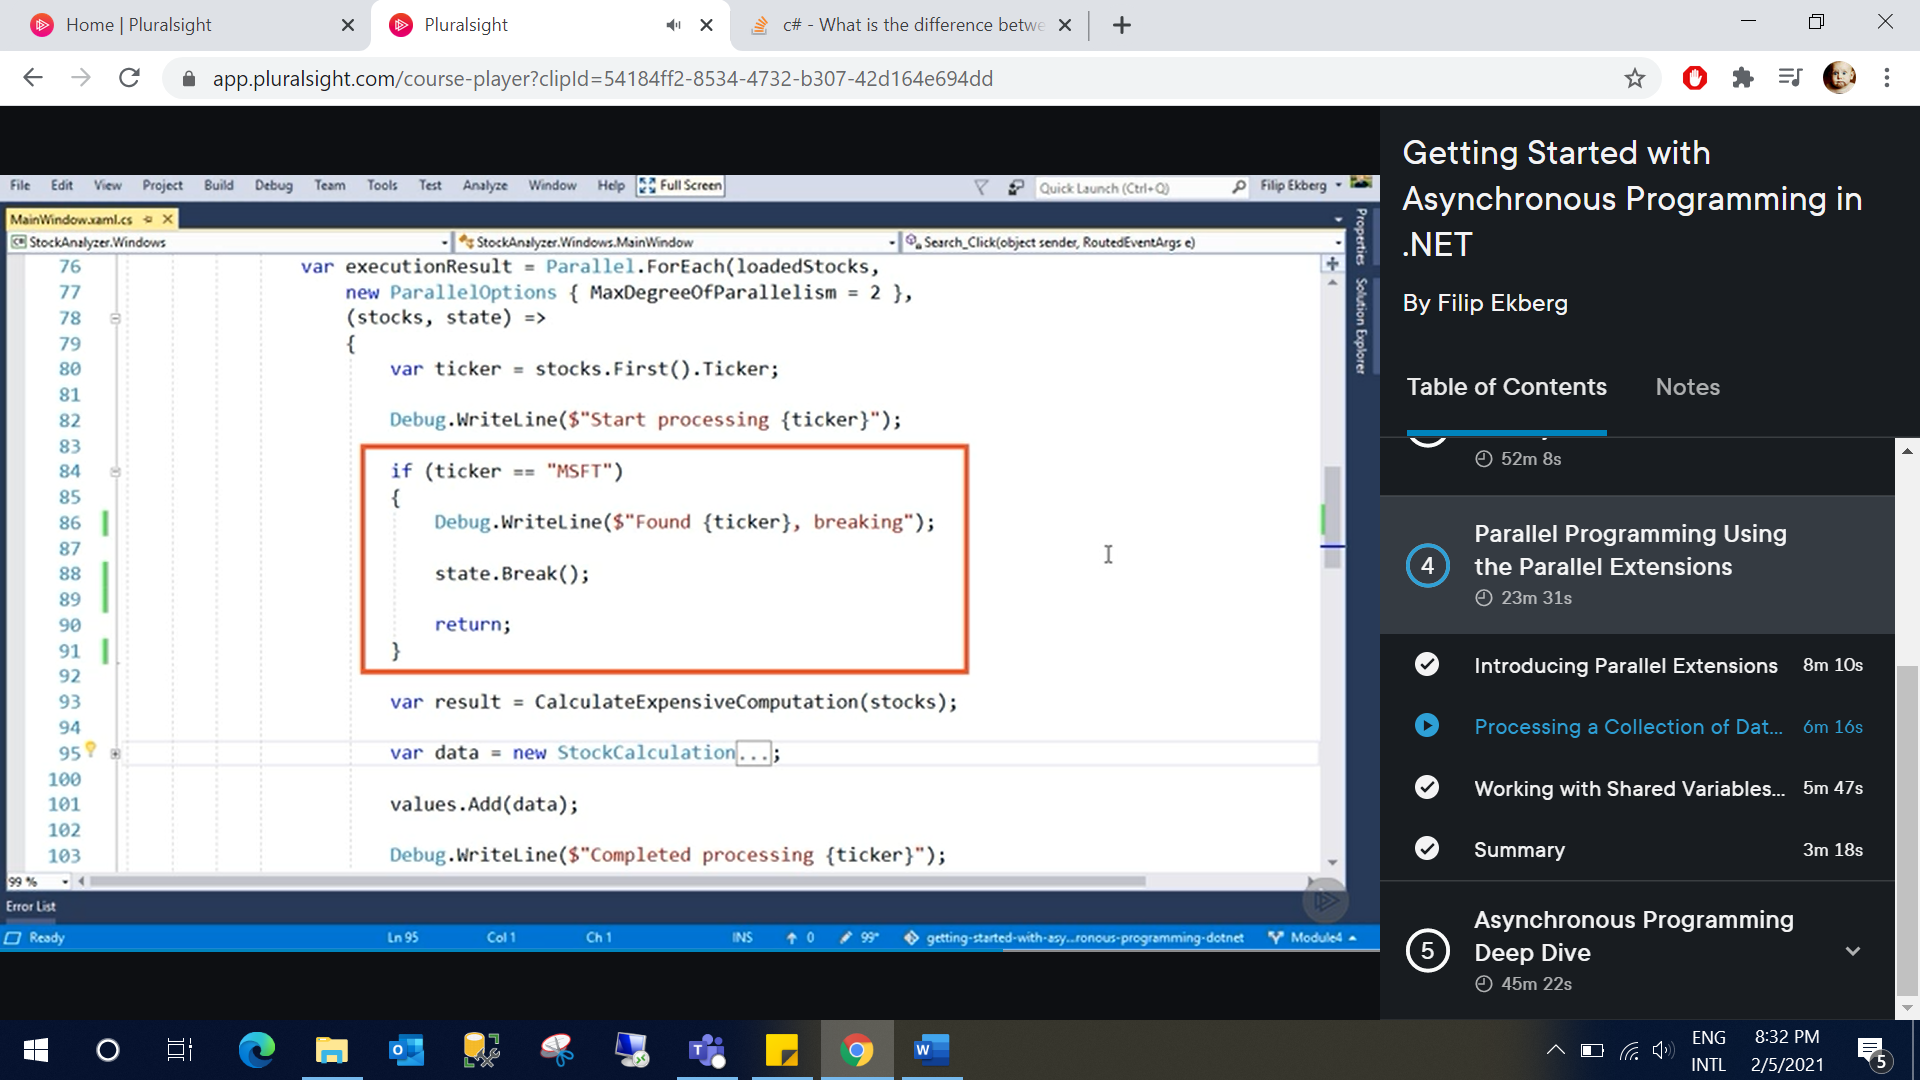 Home | Pluralsight
Pluralsight
c# - What is the difference betwe
app.pluralsight.com/course-player?clipId=54184ff2-8534-4732-b307-42d164e694dd
File Edit View Project Build Debug Team Tools Test Analyze Window Help Full Screen
Quick Launch (Ctrl+Q)
Filip Ekberg
MainWindow.xaml.cs
C# StockAnalyzer.Windows
StockAnalyzer.Windows.MainWindow
Search_Click(object sender, RoutedEventArgs e)
76 var executionResult = Parallel.ForEach(loadedStocks,
77 new ParallelOptions { MaxDegreeOfParallelism = 2 },
78 (stocks, state) =>
79 {
80 var ticker = stocks.First().Ticker;
81
82 Debug.WriteLine($"Start processing {ticker}");
83
84 if (ticker == "MSFT")
85 {
86 Debug.WriteLine($"Found {ticker}, breaking");
87
88 state.Break();
89
90 return;
91 }
92
93 var result = CalculateExpensiveComputation(stocks);
94
95 var data = new StockCalculation...;
100
101 values.Add(data);
102
103 Debug.WriteLine($"Completed processing {ticker}");
99 %
Error List
Ready
Ln 95
Col 1
Ch 1
INS
0
99*
getting-started-with-asy...ronous-programming-dotnet
Module4
Properties
Solution Explorer
Getting Started with
Asynchronous Programming in
.NET
By Filip Ekberg
Table of Contents
Notes
52m 8s
4
Parallel Programming Using
the Parallel Extensions
23m 31s
Introducing Parallel Extensions 8m 10s
Processing a Collection of Dat... 6m 16s
Working with Shared Variables... 5m 47s
Summary 3m 18s
5
Asynchronous Programming
Deep Dive
45m 22s
ENG
INTL
8:32 PM
2/5/2021
5